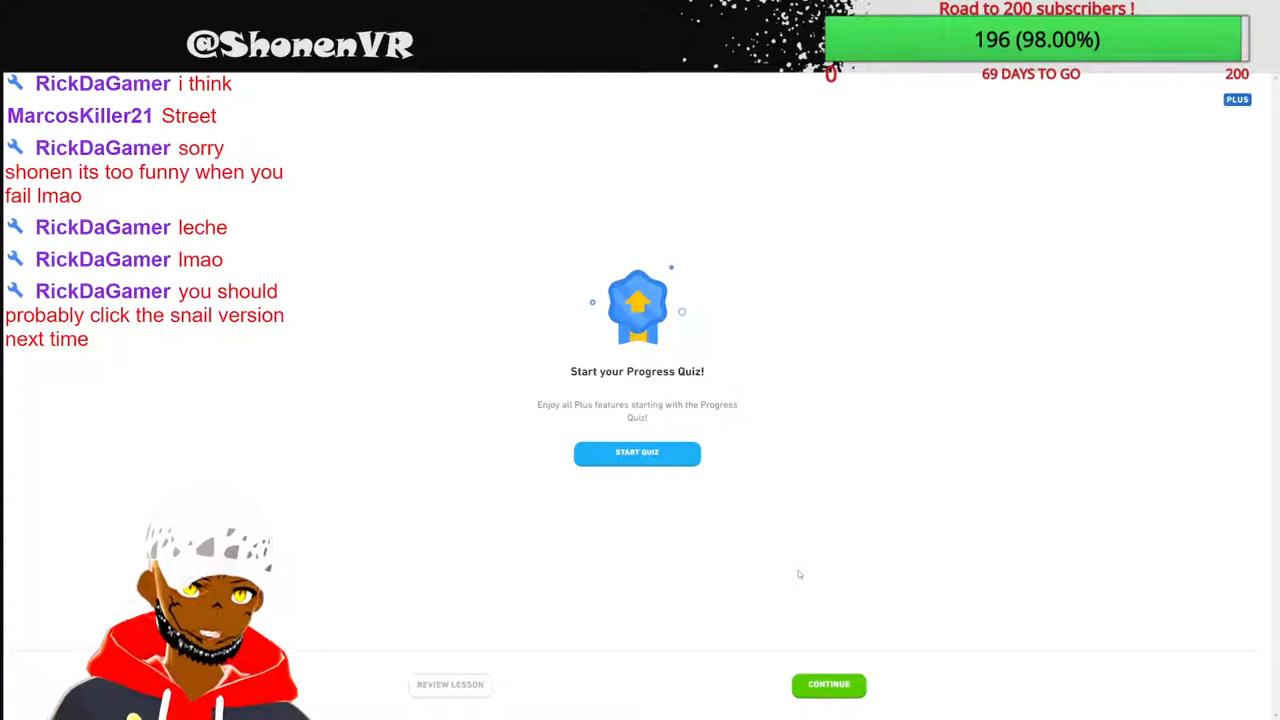 @ShonenVR
Road to 200 subscribers !
196 (98.00%)
0
69 DAYS TO GO
200
PLUS
RickDaGamer i think
MarcosKiller21 Street
RickDaGamer sorry
shonen its too funny when you
fail lmao
RickDaGamer leche
RickDaGamer lmao
RickDaGamer you should
probably click the snail version
next time
Start your Progress Quiz!
Enjoy all Plus features starting with the Progress
Quiz!
START QUIZ
REVIEW LESSON
CONTINUE